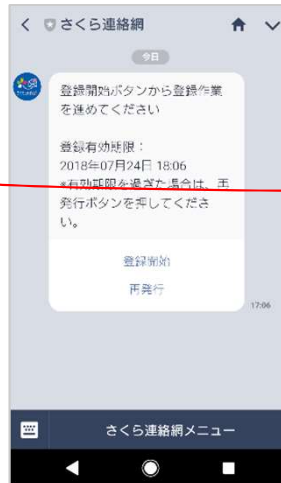 さくら連絡網
今日
登録開始ボタンから登録作業
を進めてください
登録有効期限：
2018年07月24日 18:06
*有効期限を過ぎた場合は、再
発行ボタンを押してくださ
い。
登録開始
再発行
17:06
さくら連絡網メニュー